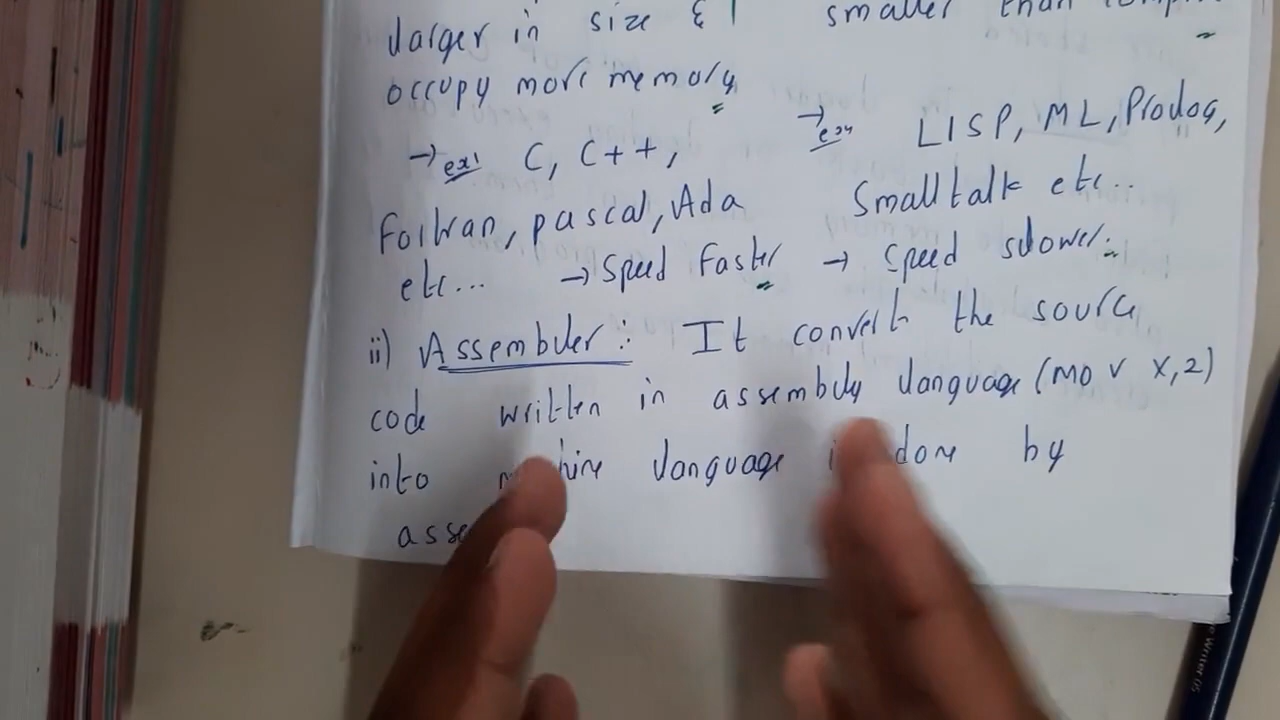 larger in size & smaller than
occupy more memory
→ ex: C, C++,
Fortran, pascal, Ada
etc... → Speed Faster
→ ex:, LISP, ML, Prolog,
Smalltalk etc..
→ Speed slower.
ii) Assembler: It convert the source
code written in assembly language (MOV X,2)
into language done by